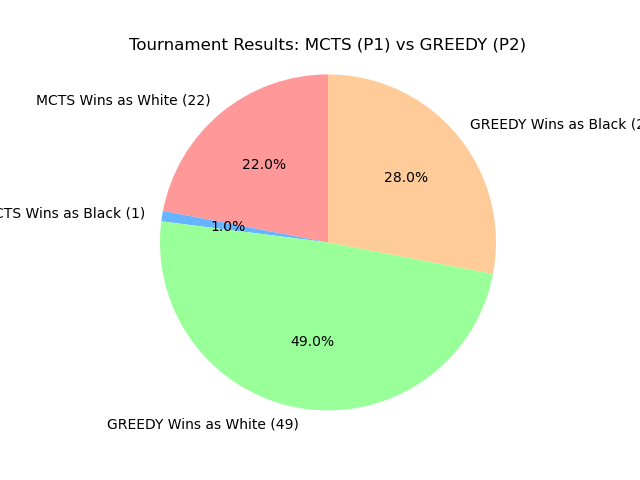 Tournament Results: MCTS (P1) vs GREEDY (P2)
MCTS Wins as White (22)
GREEDY Wins as Black (2
22.0%
28.0%
CTS Wins as Black (1)
1.0%
49.0%
GREEDY Wins as White (49)